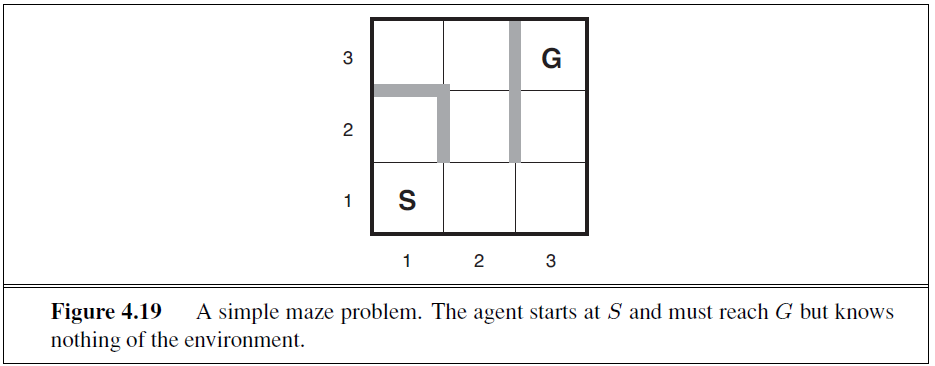 3
G
2
1
S
1 2 3
Figure 4.19 A simple maze problem. The agent starts at S and must reach G but knows
nothing of the environment.